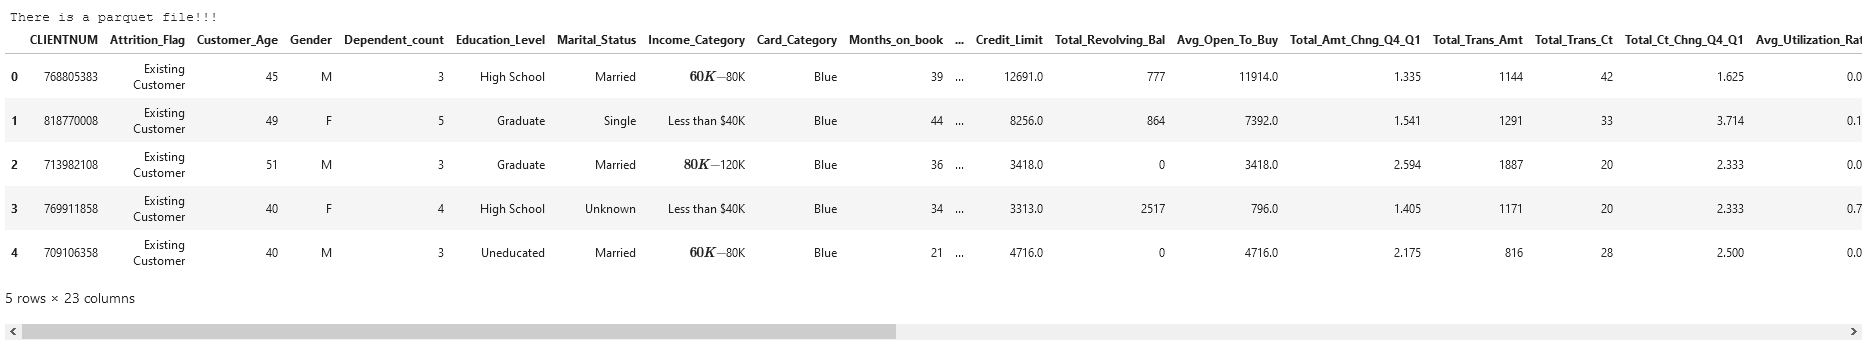 There is a parquet file!!!
CLIENTNUM Attrition_Flag Customer_Age Gender Dependent_count Education_Level Marital_Status Income_Category Card_Category Months_on_book ... Credit_Limit Total_Revolving_Bal Avg_Open_To_Buy Total_Amt_Chng_Q4_Q1 Total_Trans_Amt Total_Trans_Ct Total_Ct_Chng_Q4_Q1 Avg_Utilization_Rat
0 768805383 Existing Customer 45 M 3 High School Married 60K−80K Blue 39 ... 12691.0 777 11914.0 1.335 1144 42 1.625 0.0
1 818770008 Existing Customer 49 F 5 Graduate Single Less than $40K Blue 44 ... 8256.0 864 7392.0 1.541 1291 33 3.714 0.1
2 713982108 Existing Customer 51 M 3 Graduate Married 80K−120K Blue 36 ... 3418.0 0 3418.0 2.594 1887 20 2.333 0.0
3 769911858 Existing Customer 40 F 4 High School Unknown Less than $40K Blue 34 ... 3313.0 2517 796.0 1.405 1171 20 2.333 0.7
4 709106358 Existing Customer 40 M 3 Uneducated Married 60K−80K Blue 21 ... 4716.0 0 4716.0 2.175 816 28 2.500 0.0
5 rows × 23 columns